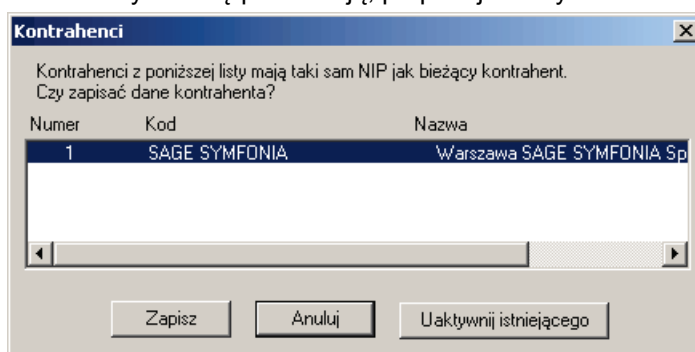 Kontrahenci
Kontrahenci z poniższej listy mają taki sam NIP jak bieżący kontrahent.
Czy zapisać dane kontrahenta?
Numer Kod Nazwa
1 SAGE SYMFONIA Warszawa SAGE SYMFONIA Sp
Zapisz Anuluj Uaktywnij istniejącego